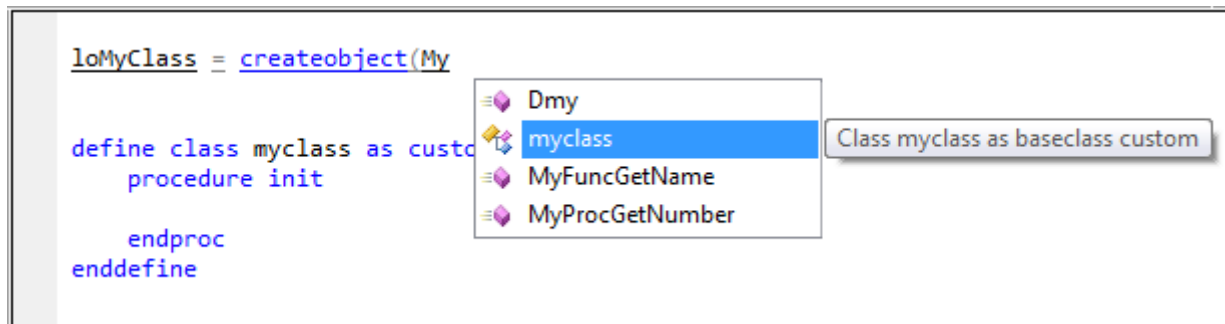 loMyClass = createobject(My
Dmy
myclass Class myclass as baseclass custom
MyFuncGetName
MyProcGetNumber
define class myclass as custo
procedure init
endproc
enddefine